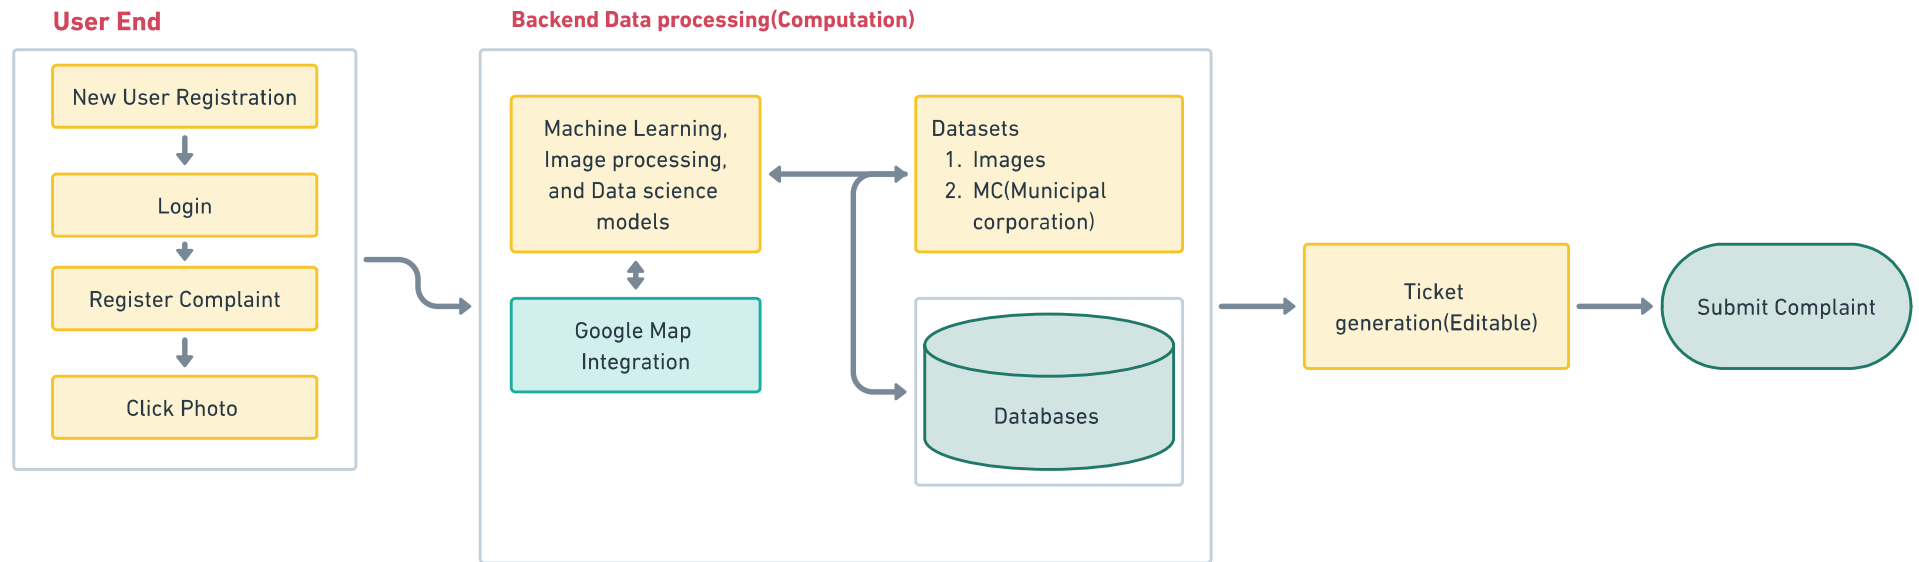 User End
New User Registration
Login
Register Complaint
Click Photo
Backend Data processing(Computation)
Machine Learning,
Image processing,
and Data science
models
Google Map
Integration
Datasets
1. Images
2. MC(Municipal
corporation)
Databases
Ticket
generation(Editable)
Submit Complaint